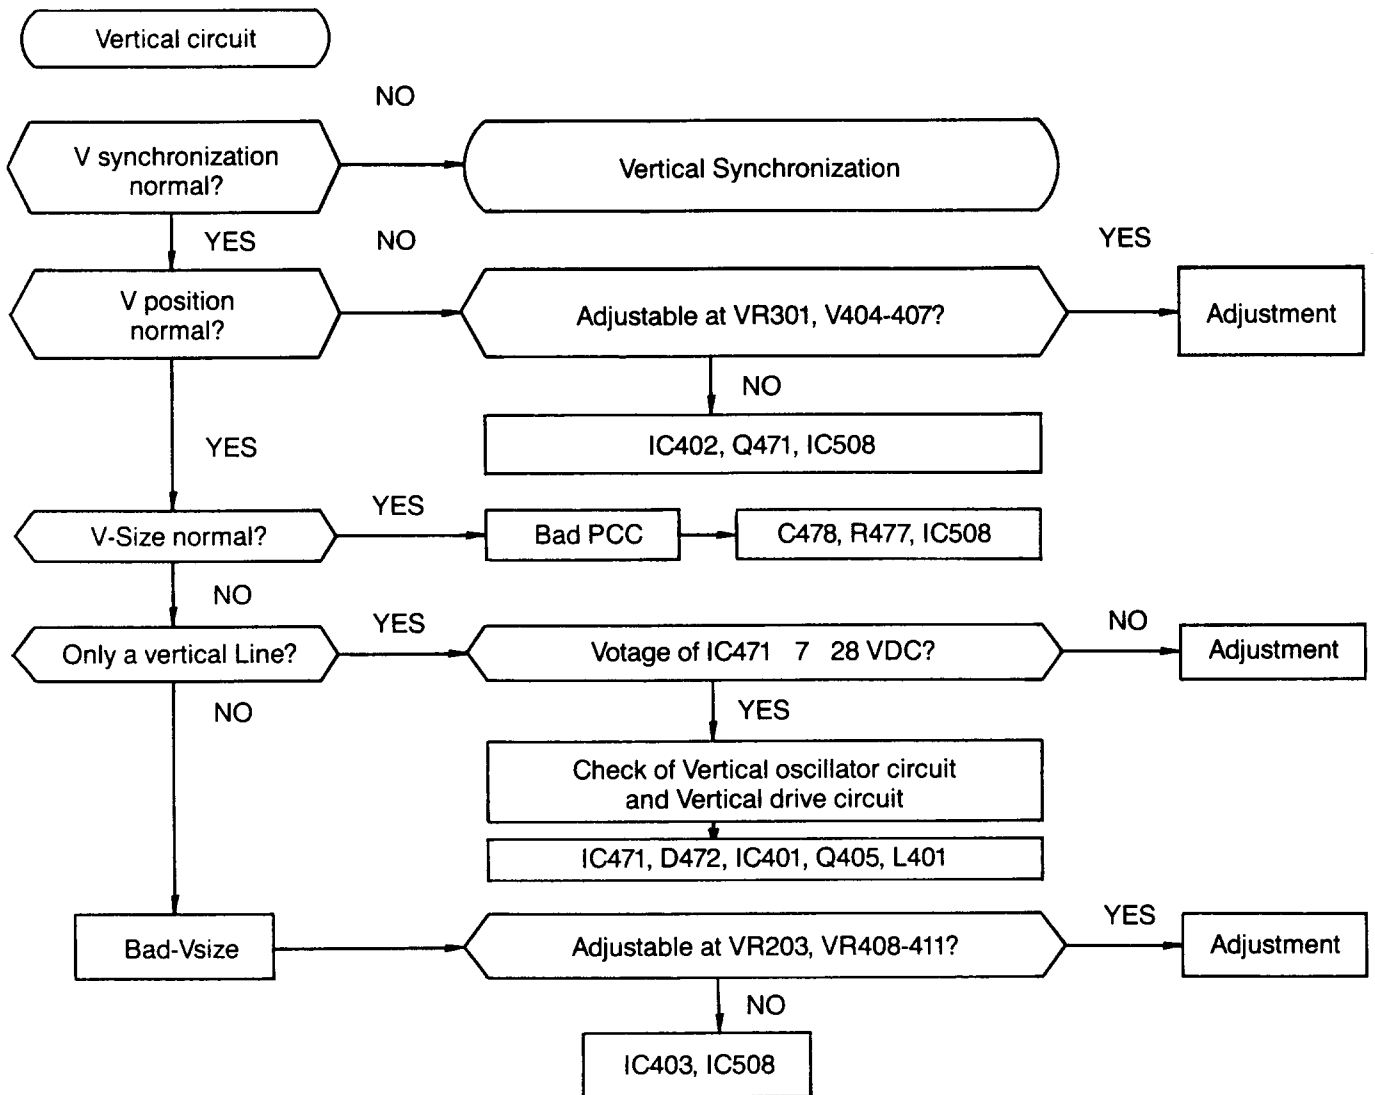 Vertical circuit
NO
V synchronization
normal?
Vertical Synchronization
YES
NO
YES
V position
normal?
Adjustable at VR301, V404-407?
Adjustment
NO
IC402, Q471, IC508
YES
YES
V-Size normal?
Bad PCC
C478, R477, IC508
NO
YES
NO
Only a vertical Line?
Votage of IC471 7 28 VDC?
Adjustment
NO
YES
Check of Vertical oscillator circuit
and Vertical drive circuit
IC471, D472, IC401, Q405, L401
YES
Bad-Vsize
Adjustable at VR203, VR408-411?
Adjustment
NO
IC403, IC508